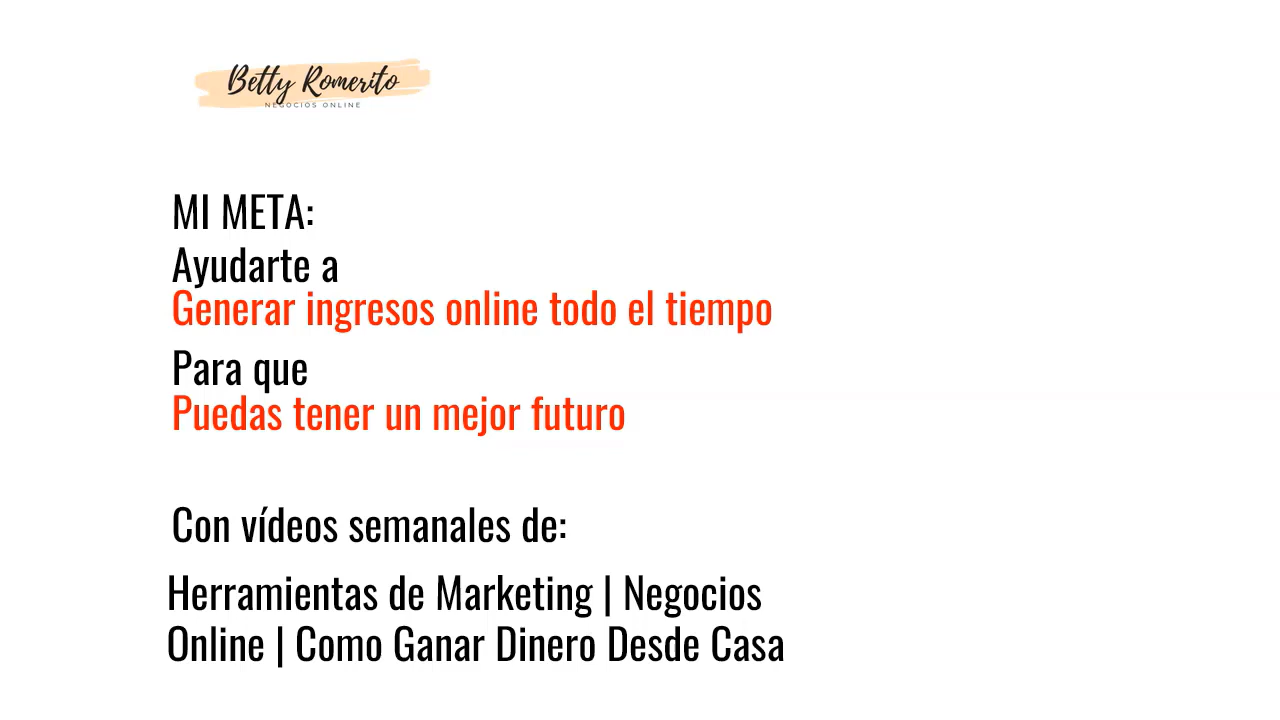 Betty Romerito
NEGOCIOS ONLINE
MI META:
Ayudarte a
Generar ingresos online todo el tiempo
Para que
Puedas tener un mejor futuro
Con vídeos semanales de:
Herramientas de Marketing | Negocios
Online | Como Ganar Dinero Desde Casa